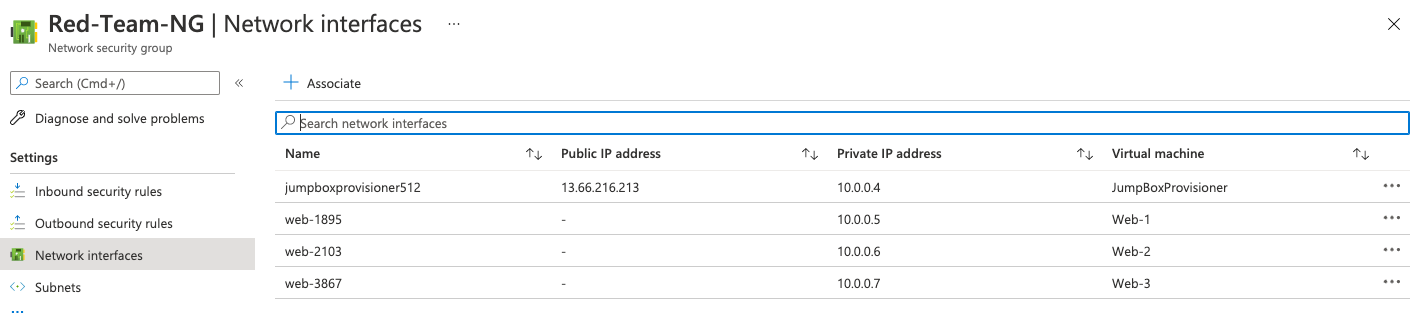 Red-Team-NG | Network interfaces ...
Network security group
Search (Cmd+/) «
Diagnose and solve problems
Settings
Inbound security rules
Outbound security rules
Network interfaces
Subnets
...
+ Associate
Search network interfaces
Name Public IP address Private IP address Virtual machine
jumpboxprovisioner512 13.66.216.213 10.0.0.4 JumpBoxProvisioner ...
web-1895 - 10.0.0.5 Web-1 ...
web-2103 - 10.0.0.6 Web-2 ...
web-3867 - 10.0.0.7 Web-3 ...